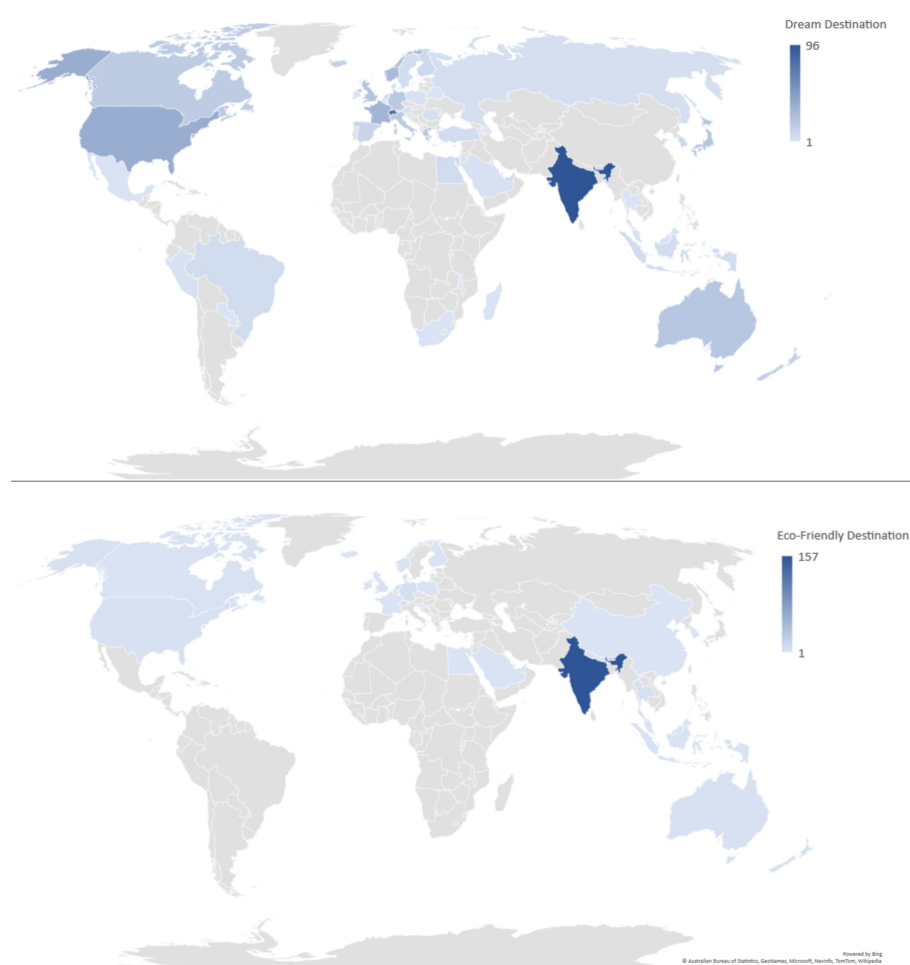 Dream Destination
96
1
Eco-Friendly Destination
157
1
Powered by Bing
© Australian Bureau of Statistics, GeoNames, Microsoft, Navinfo, TomTom, Wikipedia